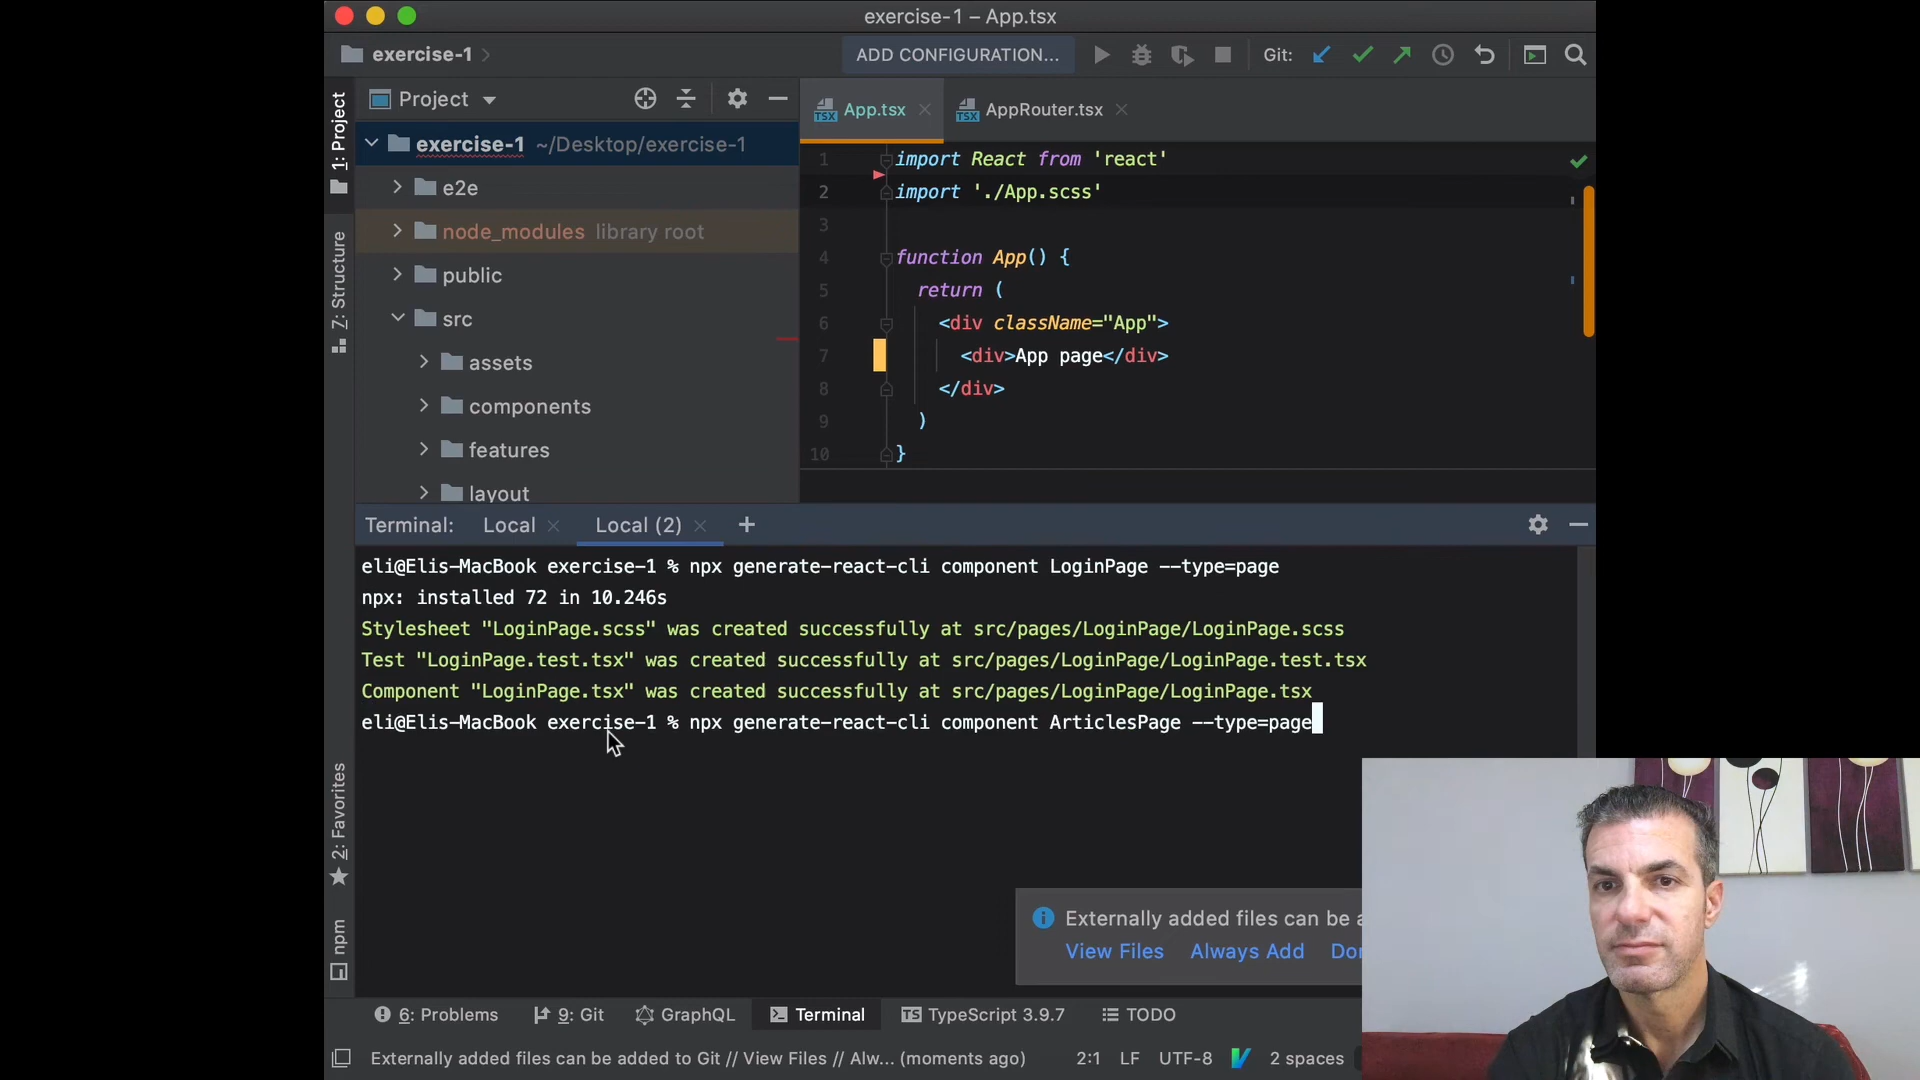 exercise-1 – App.tsx
exercise-1
ADD CONFIGURATION...
Git:
Project
App.tsx
AppRouter.tsx
1: Project
7: Structure
2: Favorites
npm
exercise-1 ~/Desktop/exercise-1
e2e
node_modules library root
public
src
assets
components
features
layout
1 import React from 'react'
2 import './App.scss'
3
4 function App() {
5 return (
6 <div className="App">
7 <div>App page</div>
8 </div>
9 )
10 }
Terminal: Local Local (2)
eli@Elis-MacBook exercise-1 % npx generate-react-cli component LoginPage --type=page
npx: installed 72 in 10.246s
Stylesheet "LoginPage.scss" was created successfully at src/pages/LoginPage/LoginPage.scss
Test "LoginPage.test.tsx" was created successfully at src/pages/LoginPage/LoginPage.test.tsx
Component "LoginPage.tsx" was created successfully at src/pages/LoginPage/LoginPage.tsx
eli@Elis-MacBook exercise-1 % npx generate-react-cli component ArticlesPage --type=page
Externally added files can be a
View Files Always Add
6: Problems 9: Git GraphQL Terminal TS TypeScript 3.9.7 TODO
Externally added files can be added to Git // View Files // Alw... (moments ago) 2:1 LF UTF-8 2 spaces